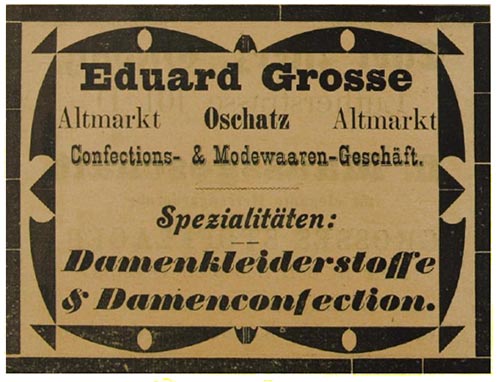 Eduard Grosse
Altmarkt Oschatz Altmarkt
Confections- & Modewaaren-Geschäft.
Spezialitäten:
Damenkleiderstoffe
& Damenconfection.